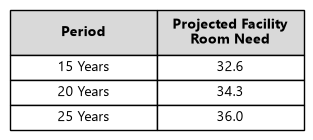 Period
Projected Facility
Room Need
15 Years
32.6
20 Years
34.3
25 Years
36.0